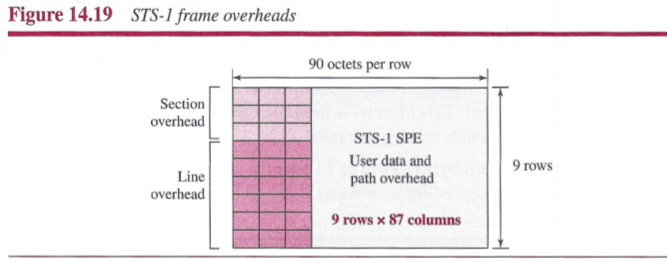 Figure 14.19 STS-1 frame overheads
90 octets per row
Section
overhead
STS-1 SPE
User data and
path overhead
Line
overhead
9 rows
9 rows × 87 columns